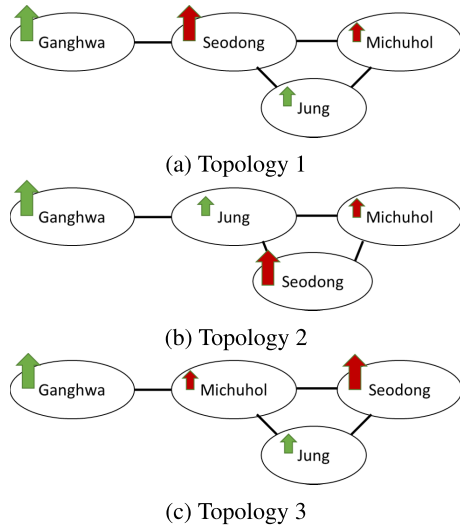 Ganghwa Seodong Michuhol
Jung
(a) Topology 1
Ganghwa Jung Michuhol
Seodong
(b) Topology 2
Ganghwa Michuhol Seodong
Jung
(c) Topology 3